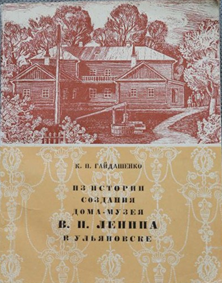 К. П. ГАЙДАШЕНКО
ИЗ ИСТОРИИ
СОЗДАНИЯ
ДОМА-МУЗЕЯ
В. И. ЛЕНИНА
В УЛЬЯНОВСКЕ